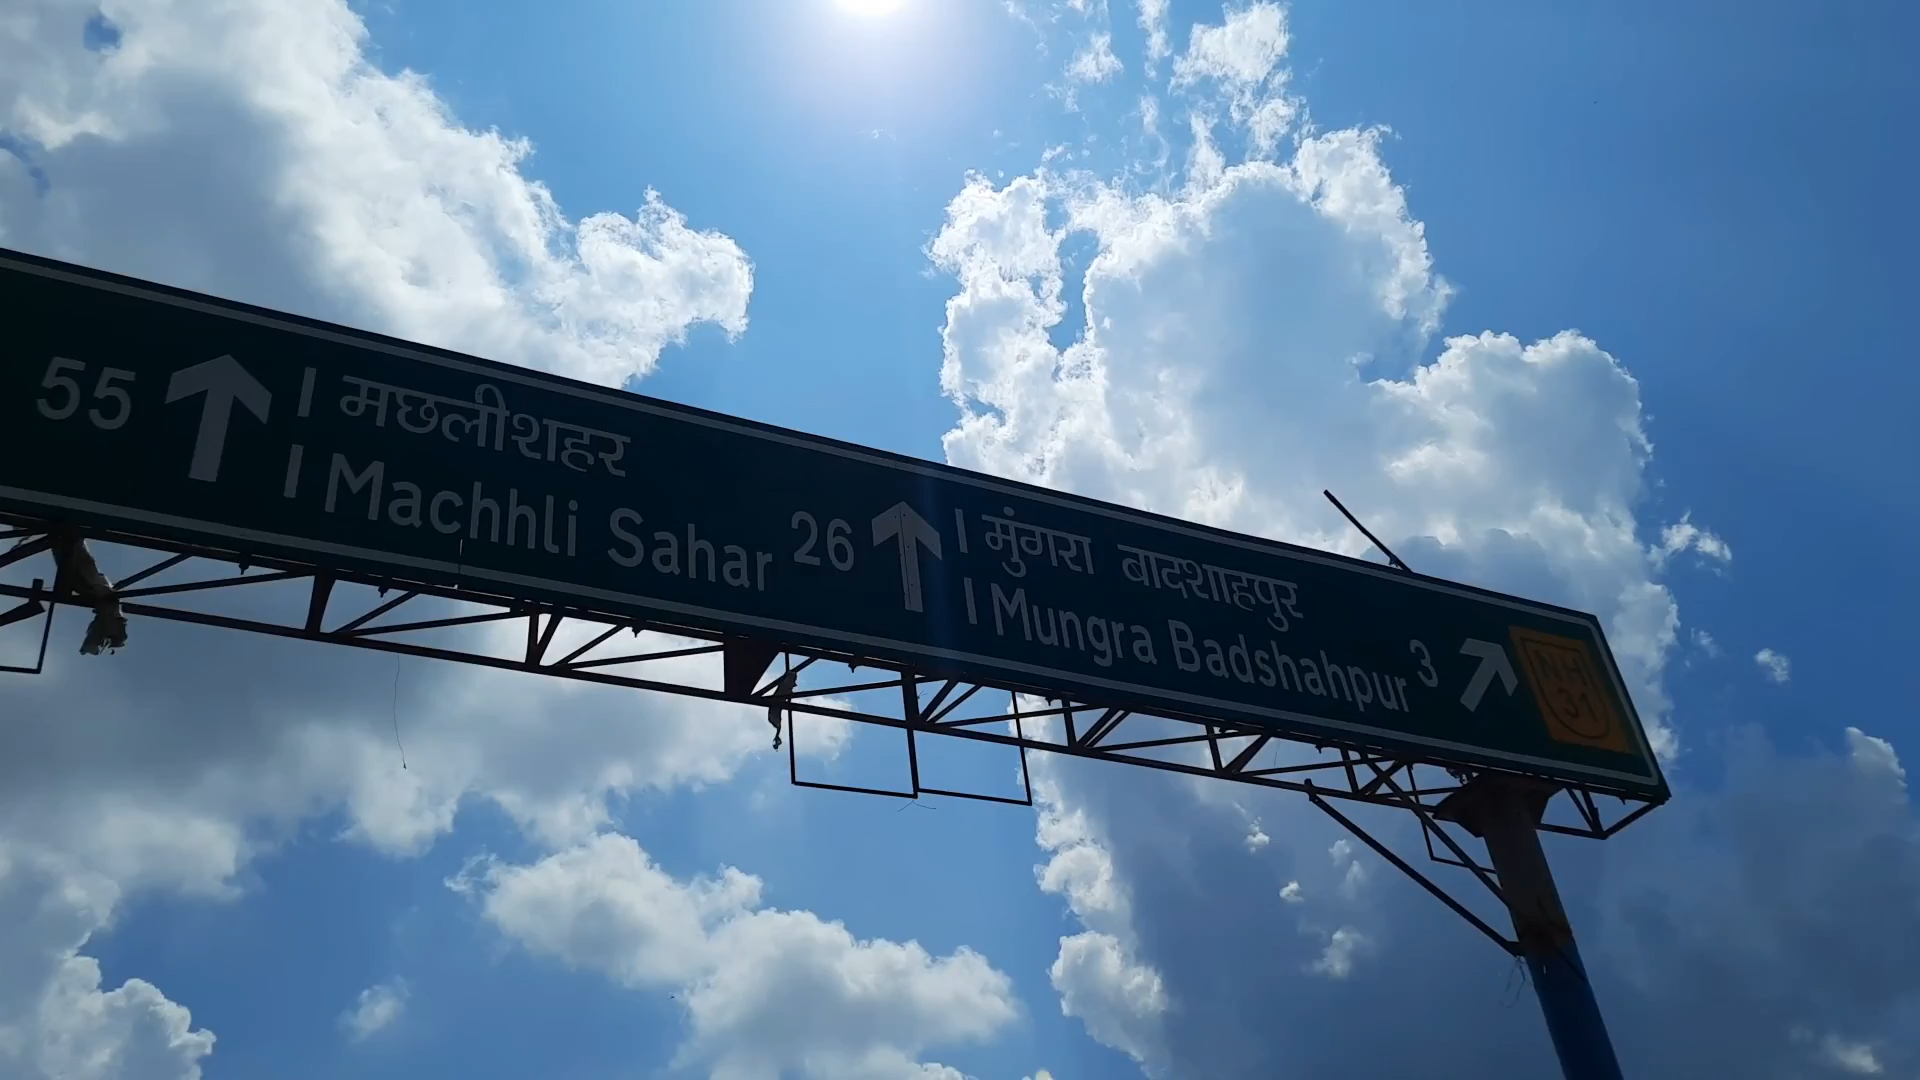 55
मछलीशहर
Machhli Sahar 26
मुंगरा बादशाहपुर
Mungra Badshahpur 3
NH
31